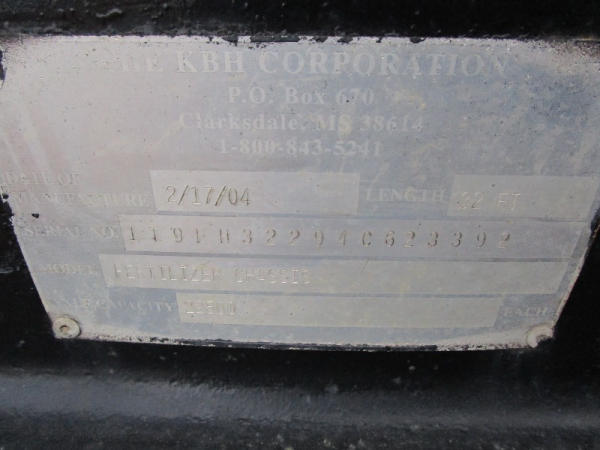 THE KBH CORPORATION
P.O. Box 670
Clarksdale, MS 38614
1-800-843-5241
DATE OF
MANUFACTURE 2/17/04 LENGTH 22 FT
SERIAL NO.
MODEL FERTILIZER CHASSIS
AXLE CAPACITY EACH